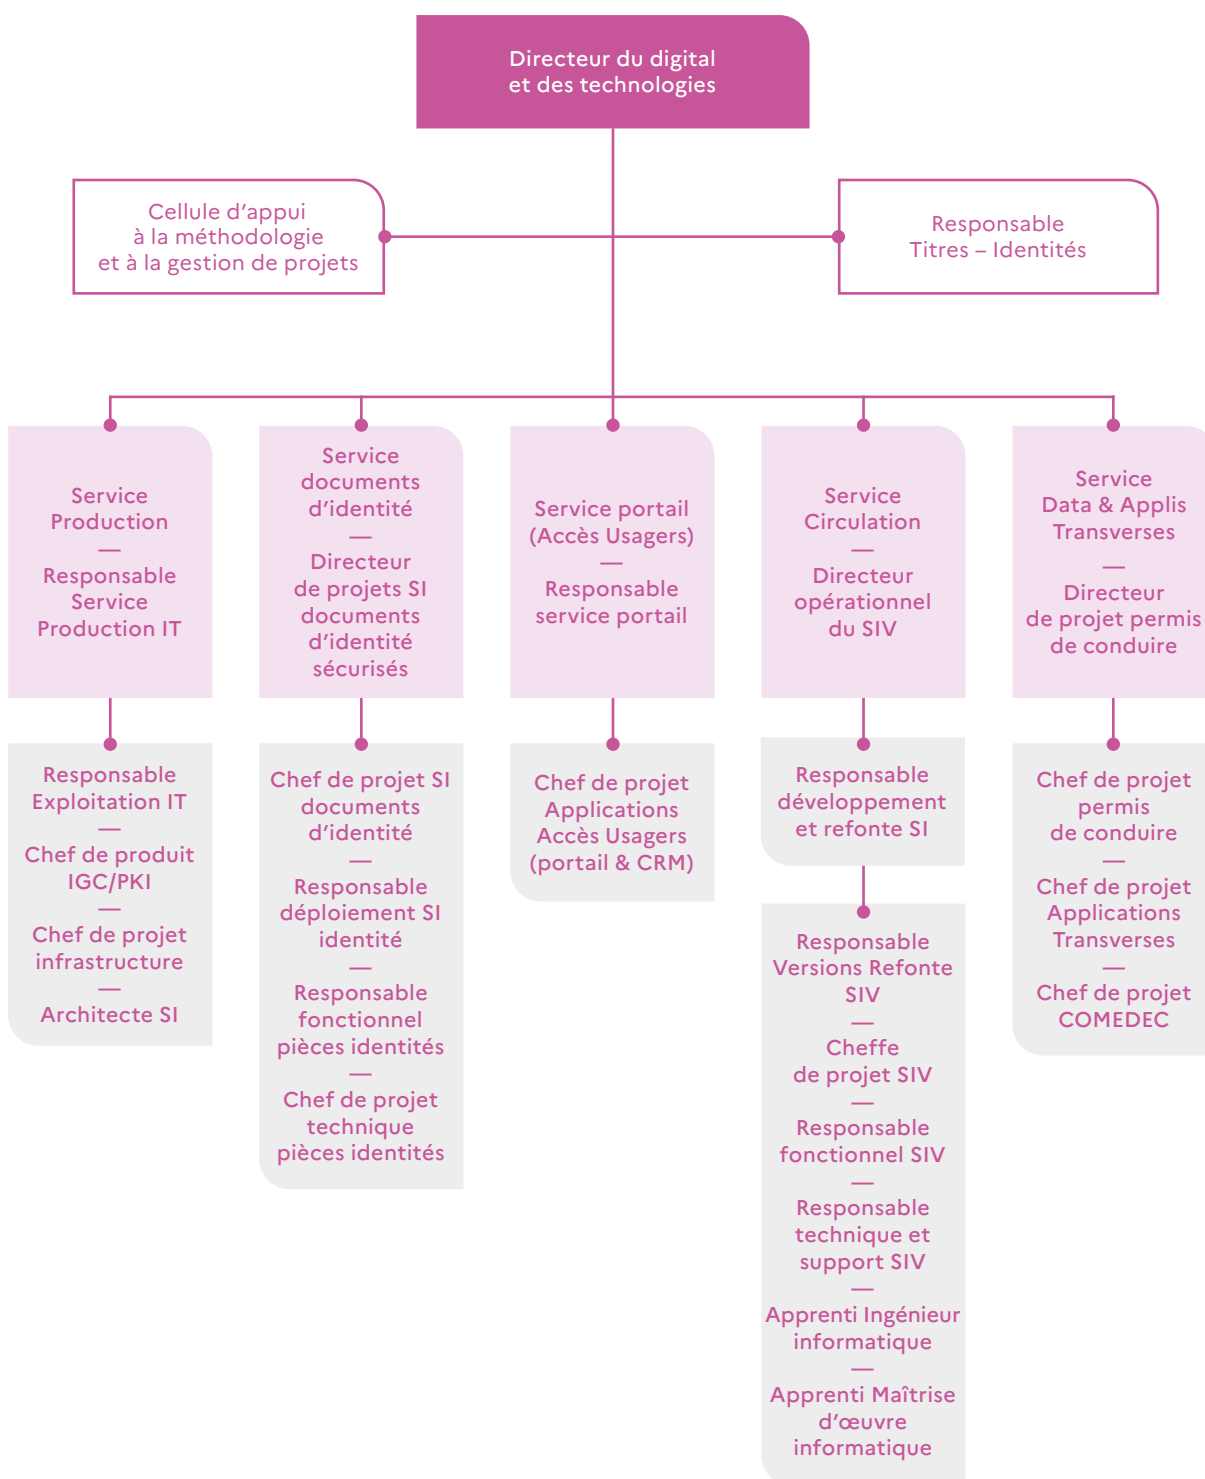 Directeur du digital
et des technologies
Cellule d’appui
à la méthodologie
et à la gestion de projets
Responsable
Titres – Identités
Service
Production
—
Responsable
Service
Production IT
Service
documents
d’identité
—
Directeur
de projets SI
documents
d’identité
sécurisés
Service portail
(Accès Usagers)
—
Responsable
service portail
Service
Circulation
—
Directeur
opérationnel
du SIV
Service
Data & Applis
Transverses
—
Directeur
de projet permis
de conduire
Responsable
Exploitation IT
—
Chef de produit
IGC/PKI
—
Chef de projet
infrastructure
—
Architecte SI
Chef de projet SI
documents
d’identité
—
Responsable
déploiement SI
identité
—
Responsable
fonctionnel
pièces identités
—
Chef de projet
technique
pièces identités
Chef de projet
Applications
Accès Usagers
(portail & CRM)
Responsable
développement
et refonte SI
Responsable
Versions Refonte
SIV
—
Cheffe
de projet SIV
—
Responsable
fonctionnel SIV
—
Responsable
technique et
support SIV
—
Apprenti Ingénieur
informatique
—
Apprenti Maîtrise
d’œuvre
informatique
Chef de projet
permis
de conduire
—
Chef de projet
Applications
Transverses
—
Chef de projet
COMEDEC